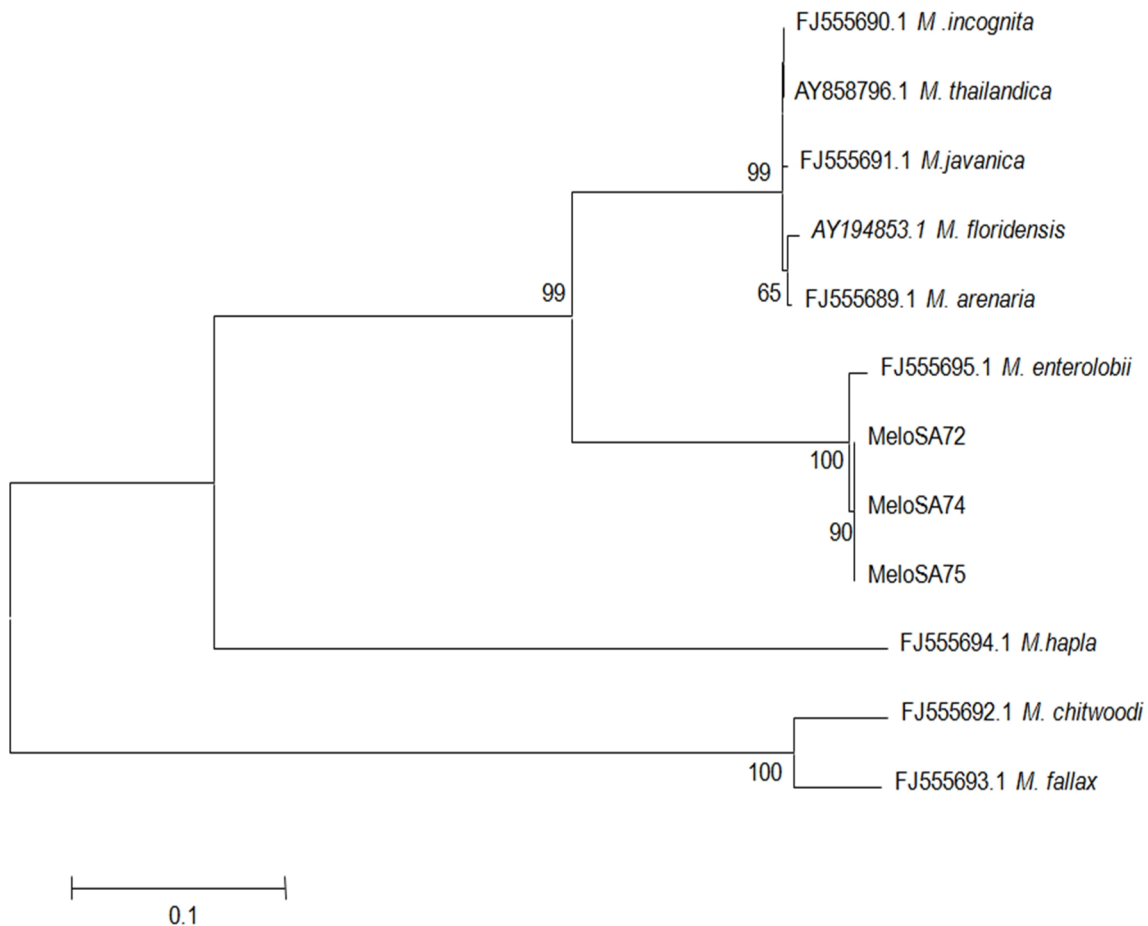 FJ555690.1 M .incognita
AY858796.1 M. thailandica
99
FJ555691.1 M.javanica
AY194853.1 M. floridensis
99
65
FJ555689.1 M. arenaria
FJ555695.1 M. enterolobii
MeloSA72
100
MeloSA74
90
MeloSA75
FJ555694.1 M.hapla
FJ555692.1 M. chitwoodi
100
FJ555693.1 M. fallax
0.1